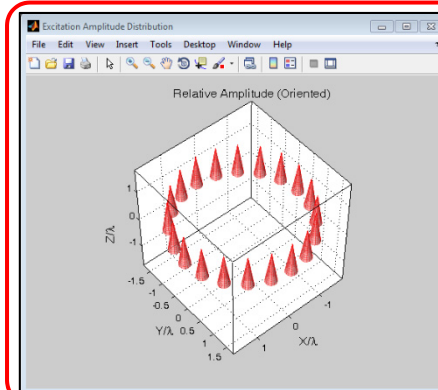 Excitation Amplitude Distribution
File Edit View Insert Tools Desktop Window Help
Relative Amplitude (Oriented)
1
0
-1
Z/λ
-1.5
-1
-0.5
0
0.5
1
1.5
Y/λ
-1
0
1
X/λ